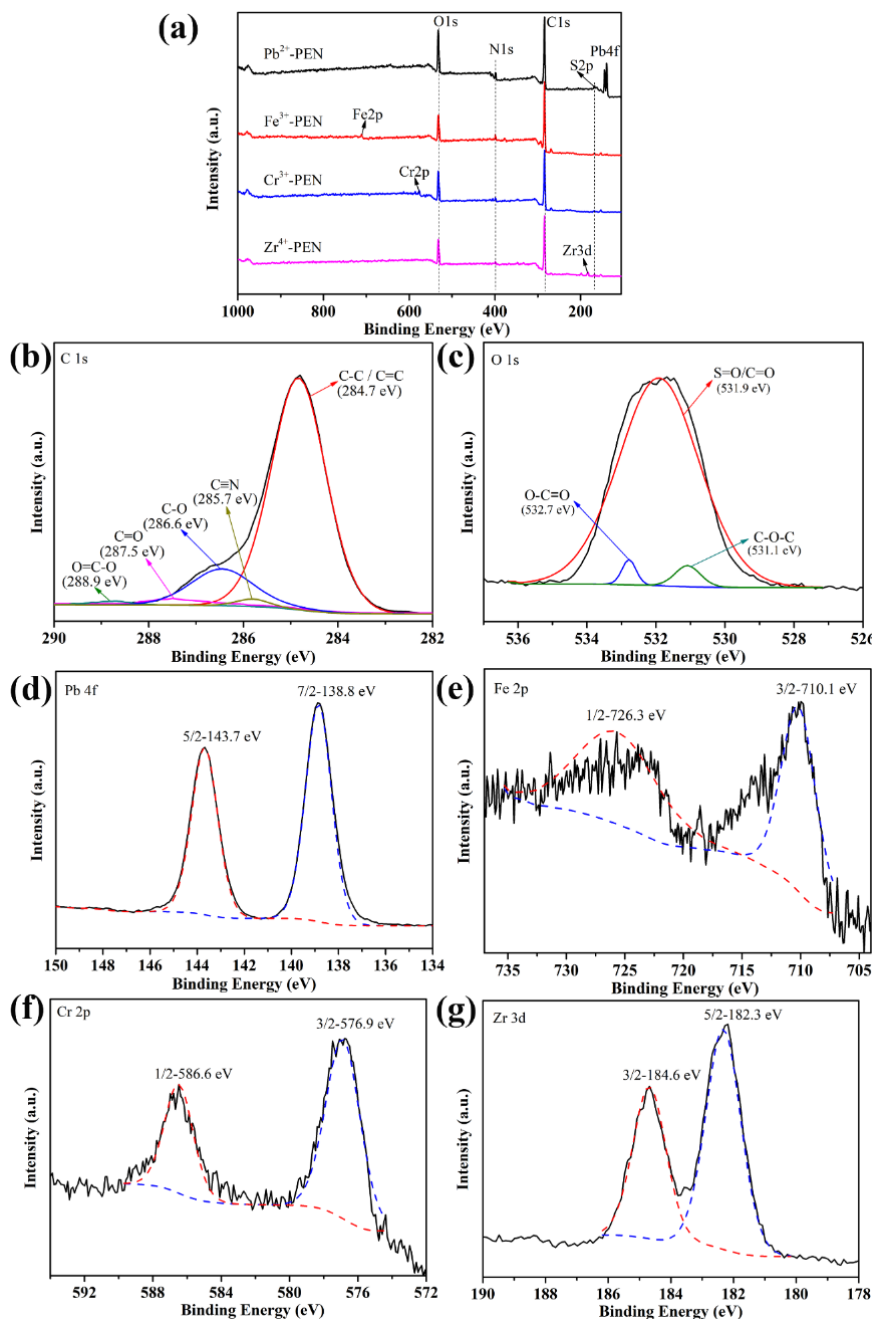 (a)
O1s
N1s
C1s
S2p
Pb4f
Pb²⁺-PEN
Fe2p
Fe³⁺-PEN
Cr2p
Cr³⁺-PEN
Zr⁴⁺-PEN
Zr3d
Intensity (a.u.)
1000 800 600 400 200
Binding Energy (eV)
(b)
C 1s
C-C / C=C
(284.7 eV)
C≡N
(285.7 eV)
C-O
(286.6 eV)
C=O
(287.5 eV)
O=C-O
(288.9 eV)
Intensity (a.u.)
290 288 286 284 282
Binding Energy (eV)
(c)
O 1s
S=O/C=O
(531.9 eV)
O-C=O
(532.7 eV)
C-O-C
(531.1 eV)
Intensity (a.u.)
536 534 532 530 528 526
Binding Energy (eV)
(d)
Pb 4f
7/2-138.8 eV
5/2-143.7 eV
Intensity (a.u.)
150 148 146 144 142 140 138 136 134
Binding Energy (eV)
(e)
Fe 2p
3/2-710.1 eV
1/2-726.3 eV
Intensity (a.u.)
735 730 725 720 715 710 705
Binding Energy (eV)
(f)
Cr 2p
3/2-576.9 eV
1/2-586.6 eV
Intensity (a.u.)
592 588 584 580 576 572
Binding Energy (eV)
(g)
Zr 3d
5/2-182.3 eV
3/2-184.6 eV
Intensity (a.u.)
190 188 186 184 182 180 178
Binding Energy (eV)